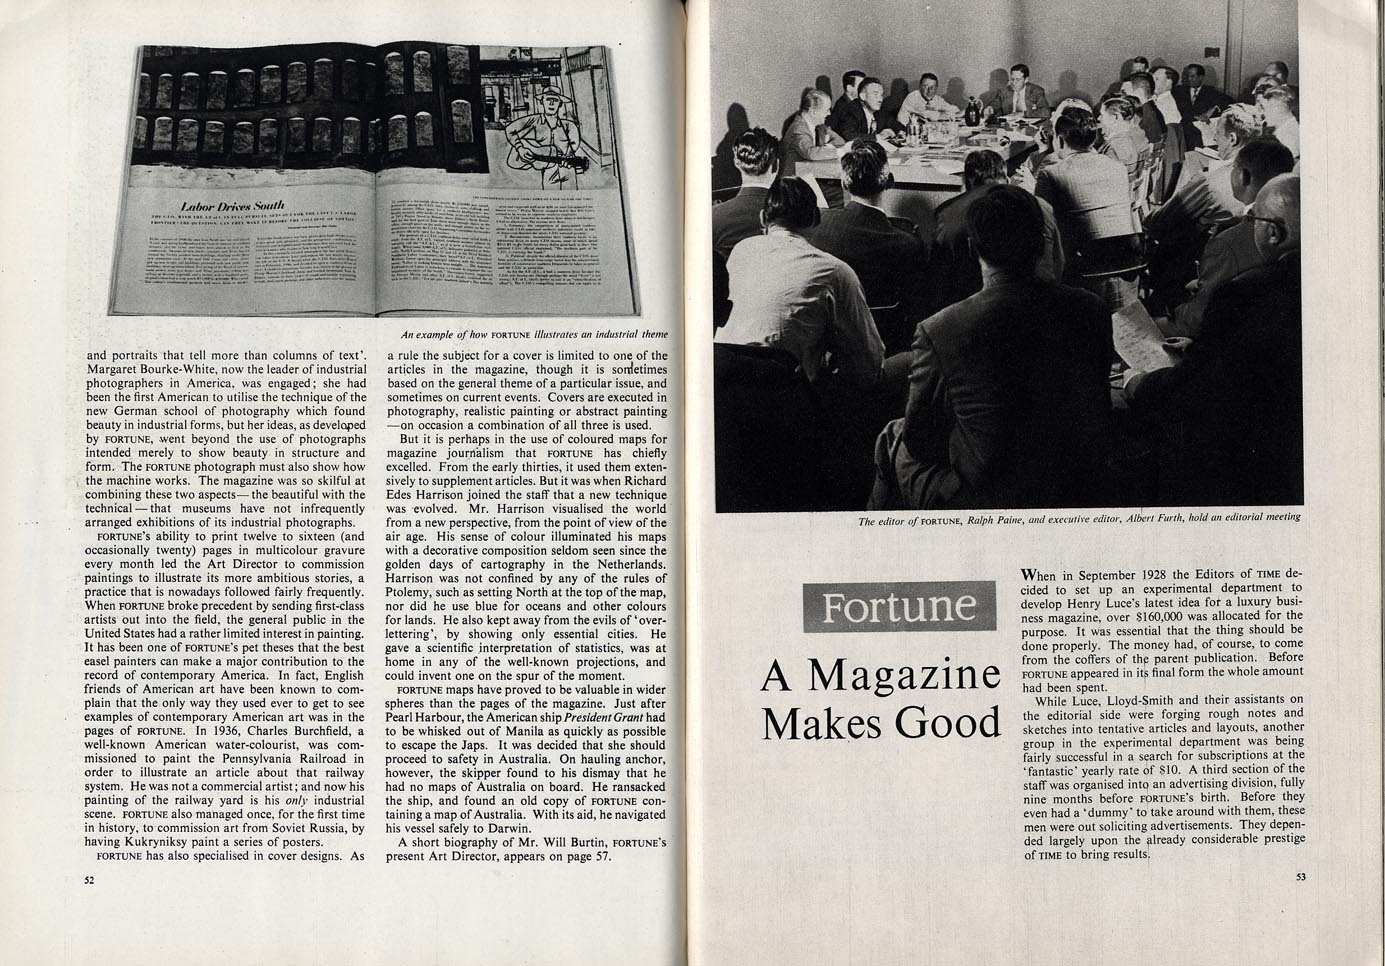 Labor Drives South
An example of how FORTUNE illustrates an industrial theme
and portraits that tell more than columns of text’.
Margaret Bourke-White, now the leader of industrial
photographers in America, was engaged; she had
been the first American to utilise the technique of the
new German school of photography which found
beauty in industrial forms, but her ideas, as developed
by FORTUNE, went beyond the use of photographs
intended merely to show beauty in structure and
form. The FORTUNE photograph must also show how
the machine works. The magazine was so skilful at
combining these two aspects—the beautiful with the
technical—that museums have not infrequently
arranged exhibitions of its industrial photographs.
FORTUNE’s ability to print twelve to sixteen (and
occasionally twenty) pages in multicolour gravure
every month led the Art Director to commission
paintings to illustrate its more ambitious stories, a
practice that is nowadays followed fairly frequently.
When FORTUNE broke precedent by sending first-class
artists out into the field, the general public in the
United States had a rather limited interest in painting.
It has been one of FORTUNE’s pet theses that the best
easel painters can make a major contribution to the
record of contemporary America. In fact, English
friends of American art have been known to com-
plain that the only way they used ever to get to see
examples of contemporary American art was in the
pages of FORTUNE. In 1936, Charles Burchfield, a
well-known American water-colourist, was com-
missioned to paint the Pennsylvania Railroad in
order to illustrate an article about that railway
system. He was not a commercial artist; and now his
painting of the railway yard is his only industrial
scene. FORTUNE also managed once, for the first time
in history, to commission art from Soviet Russia, by
having Kukryniksy paint a series of posters.
FORTUNE has also specialised in cover designs. As
52
a rule the subject for a cover is limited to one of the
articles in the magazine, though it is sometimes
based on the general theme of a particular issue, and
sometimes on current events. Covers are executed in
photography, realistic painting or abstract painting
—on occasion a combination of all three is used.
But it is perhaps in the use of coloured maps for
magazine journalism that FORTUNE has chiefly
excelled. From the early thirties, it used them exten-
sively to supplement articles. But it was when Richard
Edes Harrison joined the staff that a new technique
was evolved. Mr. Harrison visualised the world
from a new perspective, from the point of view of the
air age. His sense of colour illuminated his maps
with a decorative composition seldom seen since the
golden days of cartography in the Netherlands.
Harrison was not confined by any of the rules of
Ptolemy, such as setting North at the top of the map,
nor did he use blue for oceans and other colours
for lands. He also kept away from the evils of ‘over-
lettering’, by showing only essential cities. He
gave a scientific interpretation of statistics, was at
home in any of the well-known projections, and
could invent one on the spur of the moment.
FORTUNE maps have proved to be valuable in wider
spheres than the pages of the magazine. Just after
Pearl Harbour, the American ship President Grant had
to be whisked out of Manila as quickly as possible
to escape the Japs. It was decided that she should
proceed to safety in Australia. On hauling anchor,
however, the skipper found to his dismay that he
had no maps of Australia on board. He ransacked
the ship, and found an old copy of FORTUNE con-
taining a map of Australia. With its aid, he navigated
his vessel safely to Darwin.
A short biography of Mr. Will Burtin, FORTUNE’s
present Art Director, appears on page 57.
The editor of FORTUNE, Ralph Paine, and executive editor, Albert Furth, hold an editorial meeting
Fortune
A Magazine
Makes Good
When in September 1928 the Editors of TIME de-
cided to set up an experimental department to
develop Henry Luce’s latest idea for a luxury busi-
ness magazine, over $160,000 was allocated for the
purpose. It was essential that the thing should be
done properly. The money had, of course, to come
from the coffers of the parent publication. Before
FORTUNE appeared in its final form the whole amount
had been spent.
While Luce, Lloyd-Smith and their assistants on
the editorial side were forging rough notes and
sketches into tentative articles and layouts, another
group in the experimental department was being
fairly successful in a search for subscriptions at the
‘fantastic’ yearly rate of $10. A third section of the
staff was organised into an advertising division, fully
nine months before FORTUNE’s birth. Before they
even had a ‘dummy’ to take around with them, these
men were out soliciting advertisements. They depen-
ded largely upon the already considerable prestige
of TIME to bring results.
53